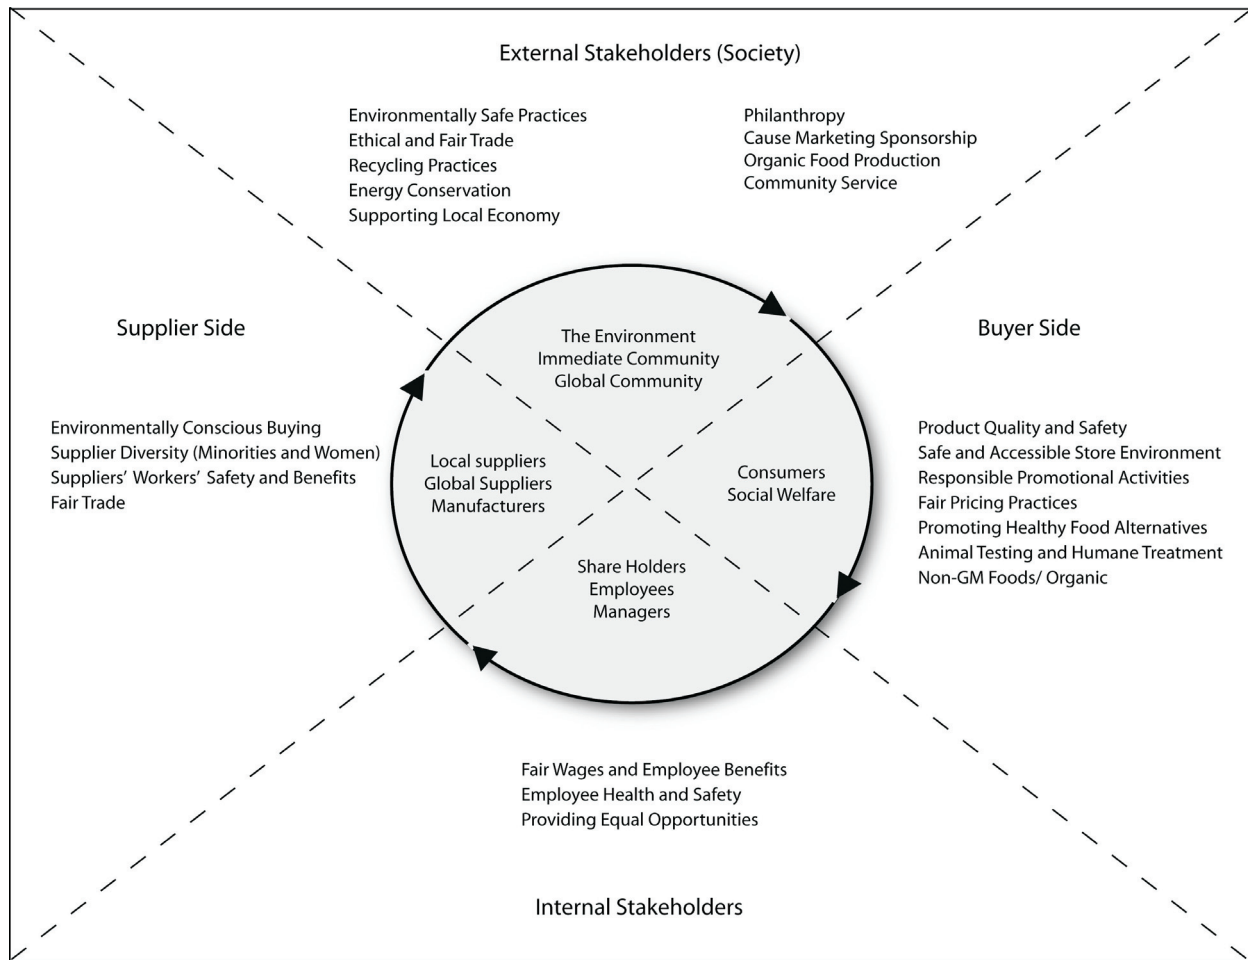 External Stakeholders (Society)
Environmentally Safe Practices
Ethical and Fair Trade
Recycling Practices
Energy Conservation
Supporting Local Economy
Philanthropy
Cause Marketing Sponsorship
Organic Food Production
Community Service
Supplier Side
Environmentally Conscious Buying
Supplier Diversity (Minorities and Women)
Suppliers’ Workers’ Safety and Benefits
Fair Trade
The Environment
Immediate Community
Global Community
Local suppliers
Global Suppliers
Manufacturers
Consumers
Social Welfare
Share Holders
Employees
Managers
Buyer Side
Product Quality and Safety
Safe and Accessible Store Environment
Responsible Promotional Activities
Fair Pricing Practices
Promoting Healthy Food Alternatives
Animal Testing and Humane Treatment
Non-GM Foods/ Organic
Fair Wages and Employee Benefits
Employee Health and Safety
Providing Equal Opportunities
Internal Stakeholders